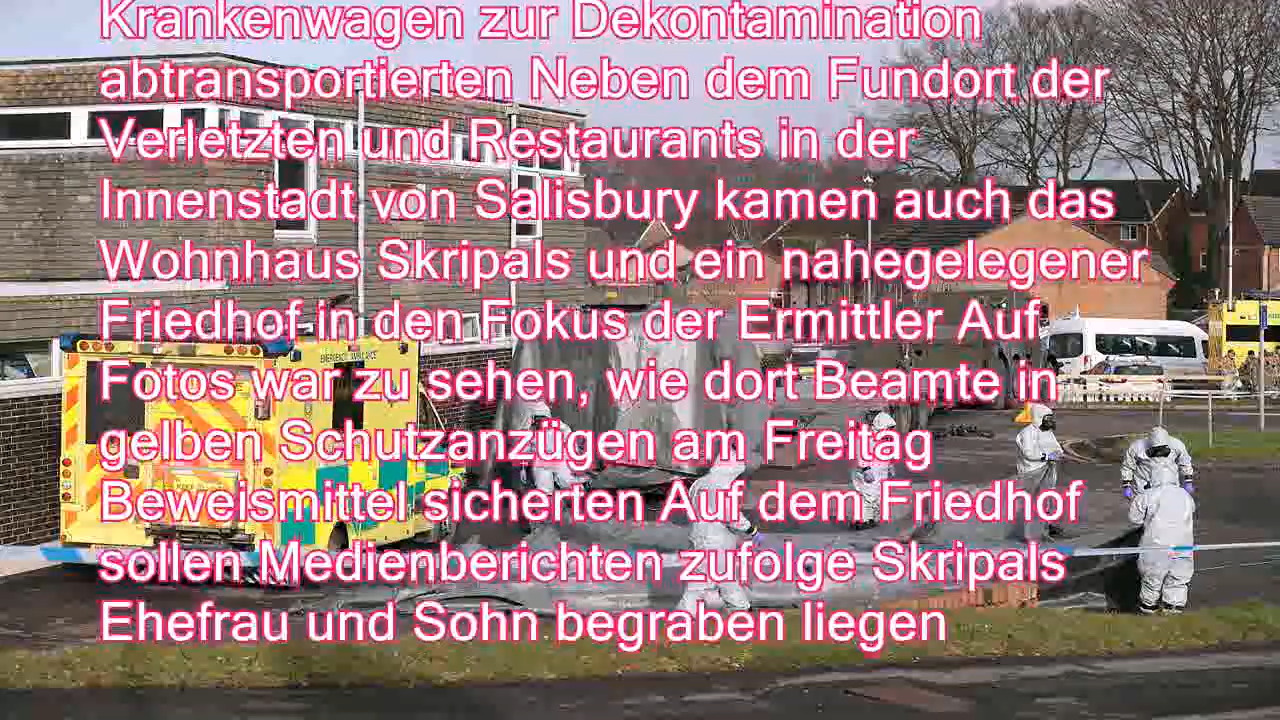 Krankenwagen zur Dekontamination
abtransportierten Neben dem Fundort der
Verletzten und Restaurants in der
Innenstadt von Salisbury kamen auch das
Wohnhaus Skripals und ein nahegelegener
Friedhof in den Fokus der Ermittler Auf
Fotos war zu sehen, wie dort Beamte in
gelben Schutzanzügen am Freitag
Beweismittel sicherten Auf dem Friedhof
sollen Medienberichten zufolge Skripals
Ehefrau und Sohn begraben liegen
EMERGENCY AMBULANCE